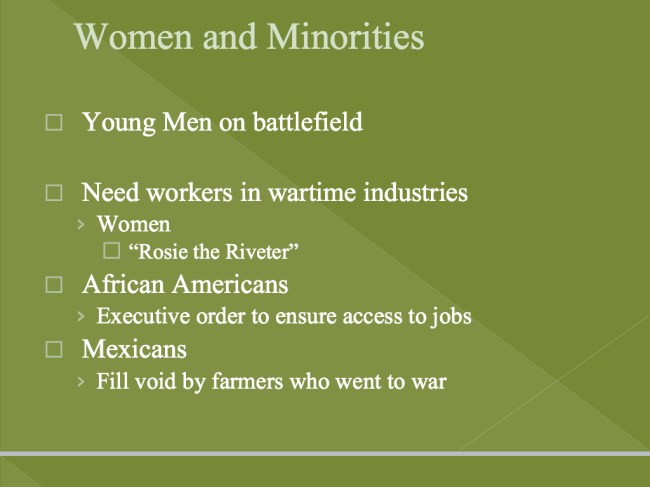 Women and Minorities
Young Men on battlefield
Need workers in wartime industries
Women
“Rosie the Riveter”
African Americans
Executive order to ensure access to jobs
Mexicans
Fill void by farmers who went to war